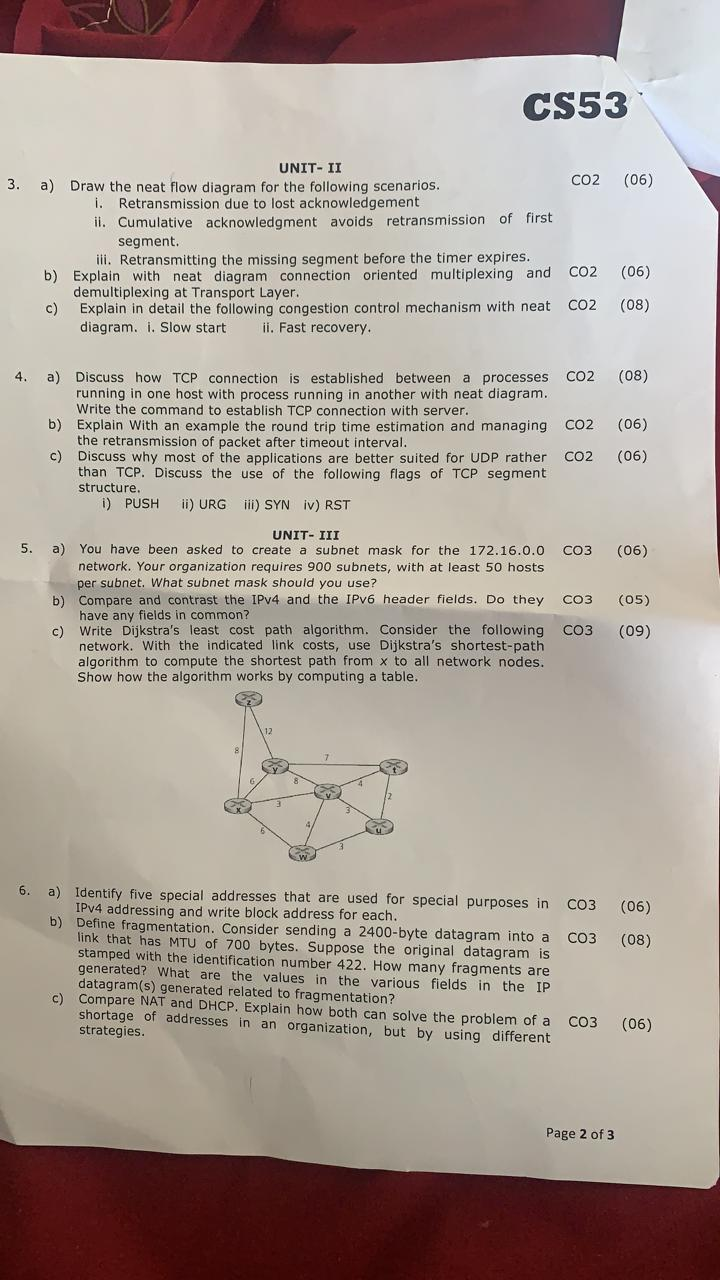 CS53
UNIT- II
3. a) Draw the neat flow diagram for the following scenarios. CO2 (06)
i. Retransmission due to lost acknowledgement
ii. Cumulative acknowledgment avoids retransmission of first
segment.
iii. Retransmitting the missing segment before the timer expires.
b) Explain with neat diagram connection oriented multiplexing and CO2 (06)
demultiplexing at Transport Layer.
c) Explain in detail the following congestion control mechanism with neat CO2 (08)
diagram. i. Slow start ii. Fast recovery.
4. a) Discuss how TCP connection is established between a processes CO2 (08)
running in one host with process running in another with neat diagram.
Write the command to establish TCP connection with server.
b) Explain With an example the round trip time estimation and managing CO2 (06)
the retransmission of packet after timeout interval.
c) Discuss why most of the applications are better suited for UDP rather CO2 (06)
than TCP. Discuss the use of the following flags of TCP segment
structure.
i) PUSH ii) URG iii) SYN iv) RST
UNIT- III
5. a) You have been asked to create a subnet mask for the 172.16.0.0 CO3 (06)
network. Your organization requires 900 subnets, with at least 50 hosts
per subnet. What subnet mask should you use?
b) Compare and contrast the IPv4 and the IPv6 header fields. Do they CO3 (05)
have any fields in common?
c) Write Dijkstra's least cost path algorithm. Consider the following CO3 (09)
network. With the indicated link costs, use Dijkstra's shortest-path
algorithm to compute the shortest path from x to all network nodes.
Show how the algorithm works by computing a table.
z
12
8
7
y
t
6
8
4
v
2
x
3
3
4
u
6
3
w
6. a) Identify five special addresses that are used for special purposes in CO3 (06)
IPv4 addressing and write block address for each.
b) Define fragmentation. Consider sending a 2400-byte datagram into a CO3 (08)
link that has MTU of 700 bytes. Suppose the original datagram is
stamped with the identification number 422. How many fragments are
generated? What are the values in the various fields in the IP
datagram(s) generated related to fragmentation?
c) Compare NAT and DHCP. Explain how both can solve the problem of a CO3 (06)
shortage of addresses in an organization, but by using different
strategies.
Page 2 of 3